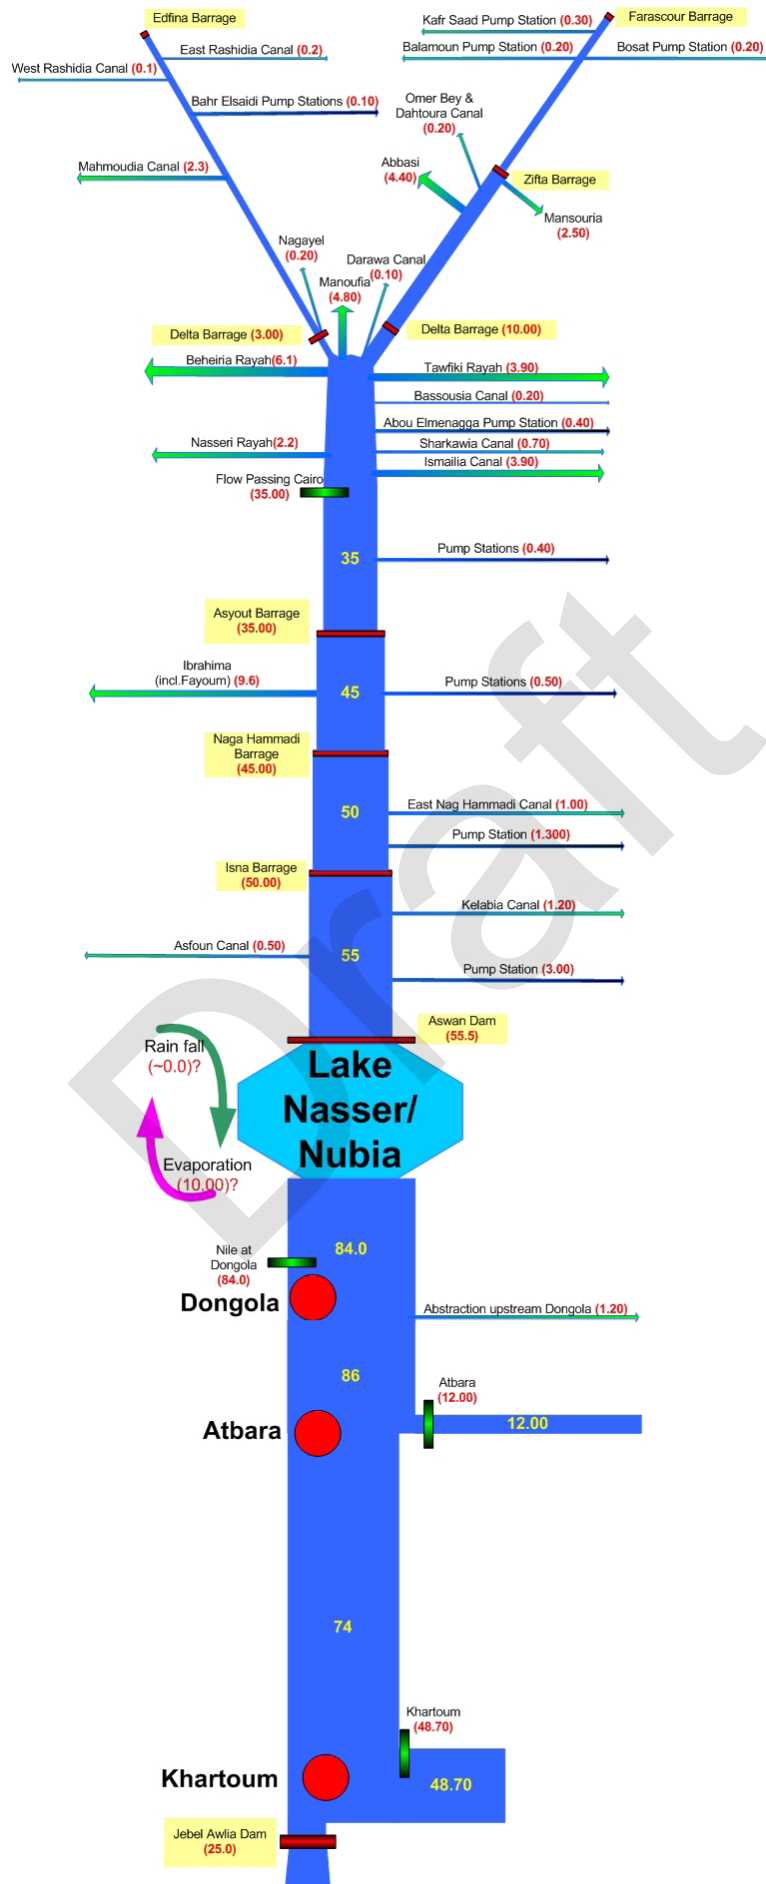 Edfina Barrage
Kafr Saad Pump Station (0.30)
Farascour Barrage
East Rashidia Canal (0.2)
Balamoun Pump Station (0.20)
Bosat Pump Station (0.20)
West Rashidia Canal (0.1)
Bahr Elsaidi Pump Stations (0.10)
Omer Bey &
Dahtoura Canal
(0.20)
Mahmoudia Canal (2.3)
Abbasi
(4.40)
Zifta Barrage
Mansouria
(2.50)
Nagayel
(0.20)
Manoufia
(4.80)
Darawa Canal
(0.10)
Delta Barrage (3.00)
Delta Barrage (10.00)
Beheiria Rayah(6.1)
Tawfiki Rayah (3.90)
Bassousia Canal (0.20)
Abou Elmenagga Pump Station (0.40)
Nasseri Rayah(2.2)
Sharkawia Canal (0.70)
Ismailia Canal (3.90)
Flow Passing Cairo
(35.00)
35
Pump Stations (0.40)
Asyout Barrage
(35.00)
Ibrahima
(incl.Fayoum) (9.6)
45
Pump Stations (0.50)
Naga Hammadi
Barrage
(45.00)
50
East Nag Hammadi Canal (1.00)
Pump Station (1.300)
Isna Barrage
(50.00)
Kelabia Canal (1.20)
Asfoun Canal (0.50)
55
Pump Station (3.00)
Aswan Dam
(55.5)
Rain fall
(~0.0)?
Lake
Nasser/
Nubia
Evaporation
(10.00)?
Nile at
Dongola
(84.0)
84.0
Dongola
Abstraction upstream Dongola (1.20)
86
Atbara
(12.00)
Atbara
12.00
74
Khartoum
(48.70)
Khartoum
48.70
Jebel Awlia Dam
(25.0)
Draft